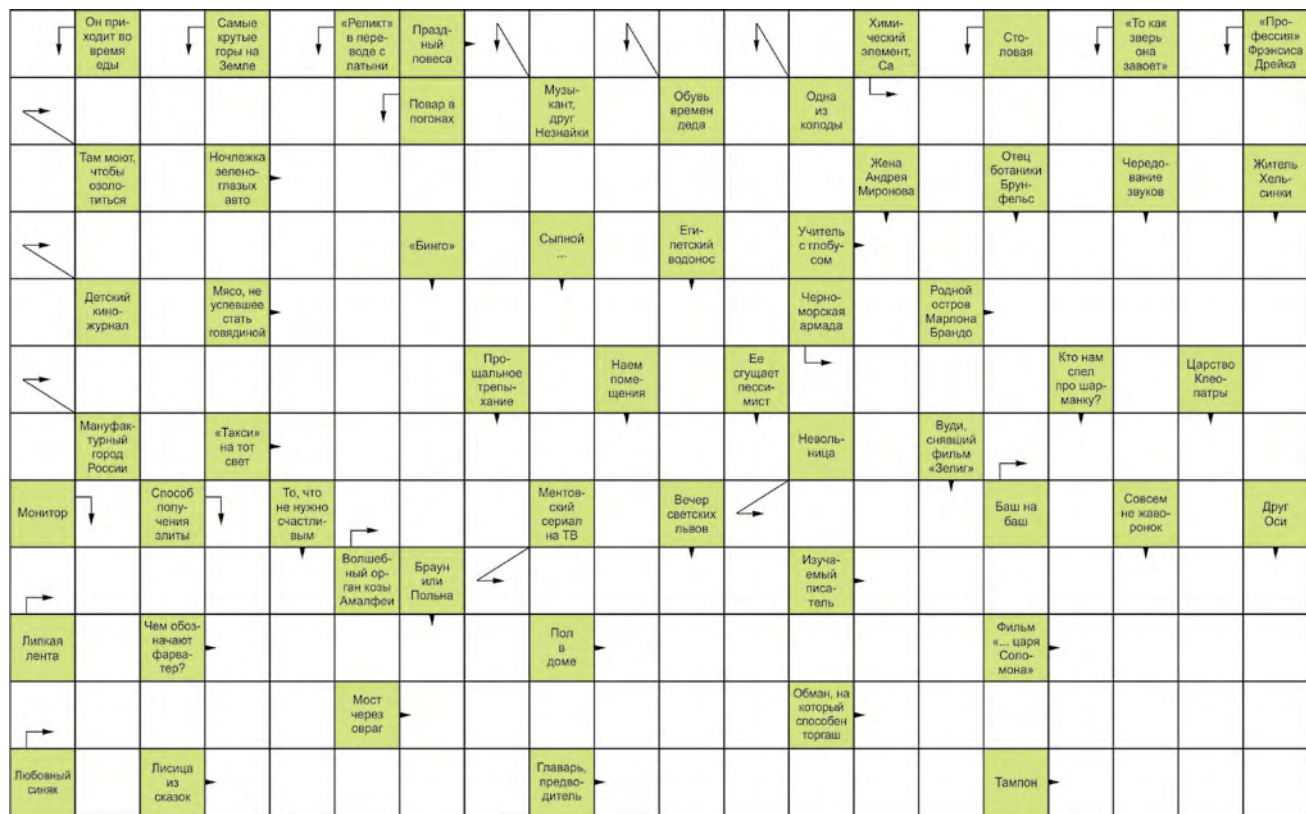 Он при-
ходит во
время
еды
Самые
крутые
горы на
Земле
«Реликт»
в пере-
воде с
латыни
Празд-
ный
повеса
Хими-
ческий
элемент,
Ca
Сто-
ловая
«То как
зверь
она
завоет»
«Про-
фессия»
Фрэнсиса
Дрейка
Повар в
погонах
Музы-
кант,
друг
Незнайки
Обувь
времен
деда
Одна
из
колоды
Там моют,
чтобы
озоло-
титься
Ночлежка
зелено-
глазых
авто
Жена
Андрея
Миронова
Отец
ботаники
Брун-
фельс
Чередо-
вание
звуков
Житель
Хель-
синки
«Бинго»
Сыпной
...
Еги-
петский
водонос
Учитель
с глобу-
сом
Детский
кино-
журнал
Мясо, не
успевшее
стать
говядиной
Черно-
морская
армада
Родной
остров
Марлона
Брандо
Про-
щальное
трепы-
хание
Наем
поме-
щения
Ее
сгущает
песси-
мист
Кто нам
спел
про шар-
манку?
Царство
Клео-
патры
Мануфак-
турный
город
России
«Такси»
на тот
свет
Неволь-
ница
Вуди,
снявший
фильм
«Зелиг»
Монитор
Способ
полу-
чения
элиты
То, что
не нужно
счастли-
вым
Ментов-
ский
сериал
на ТВ
Вечер
светских
львов
Баш на
баш
Совсем
не жаво-
ронок
Друг
Оси
Волшеб-
ный ор-
ган козы
Амалфеи
Браун
или
Польна
Изуча-
емый
писа-
тель
Липкая
лента
Чем обоз-
начают
фарва-
тер?
Пол
в
доме
Фильм
«... царя
Соло-
мона»
Мост
через
овраг
Обман, на
который
способен
торгаш
Любовный
синяк
Лисица
из
сказок
Главарь,
предво-
дитель
Тампон